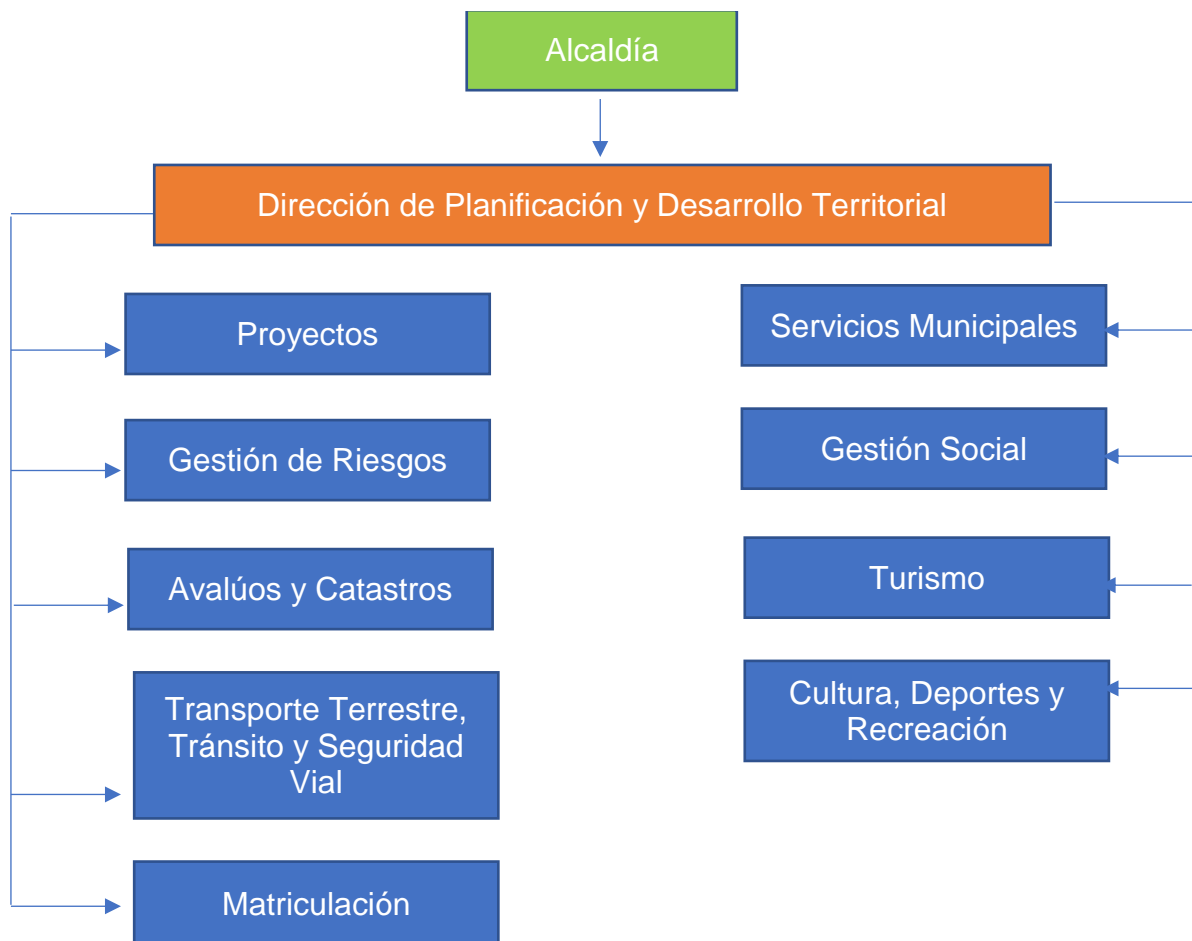 Alcaldía
Dirección de Planificación y Desarrollo Territorial
Proyectos
Gestión de Riesgos
Avalúos y Catastros
Transporte Terrestre,
Tránsito y Seguridad
Vial
Matriculación
Servicios Municipales
Gestión Social
Turismo
Cultura, Deportes y
Recreación